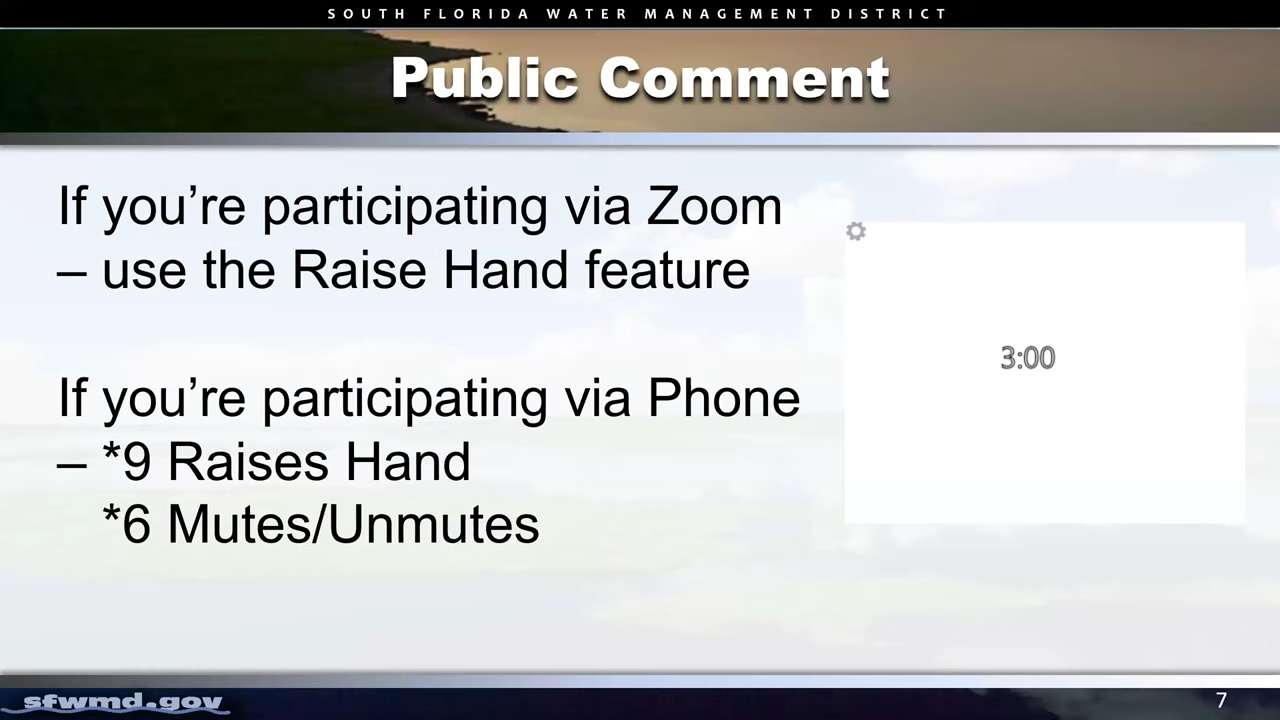 SOUTH FLORIDA WATER MANAGEMENT DISTRICT
Public Comment
If you’re participating via Zoom
– use the Raise Hand feature
If you’re participating via Phone
– *9 Raises Hand
*6 Mutes/Unmutes
3:00
sfwmd.gov
7